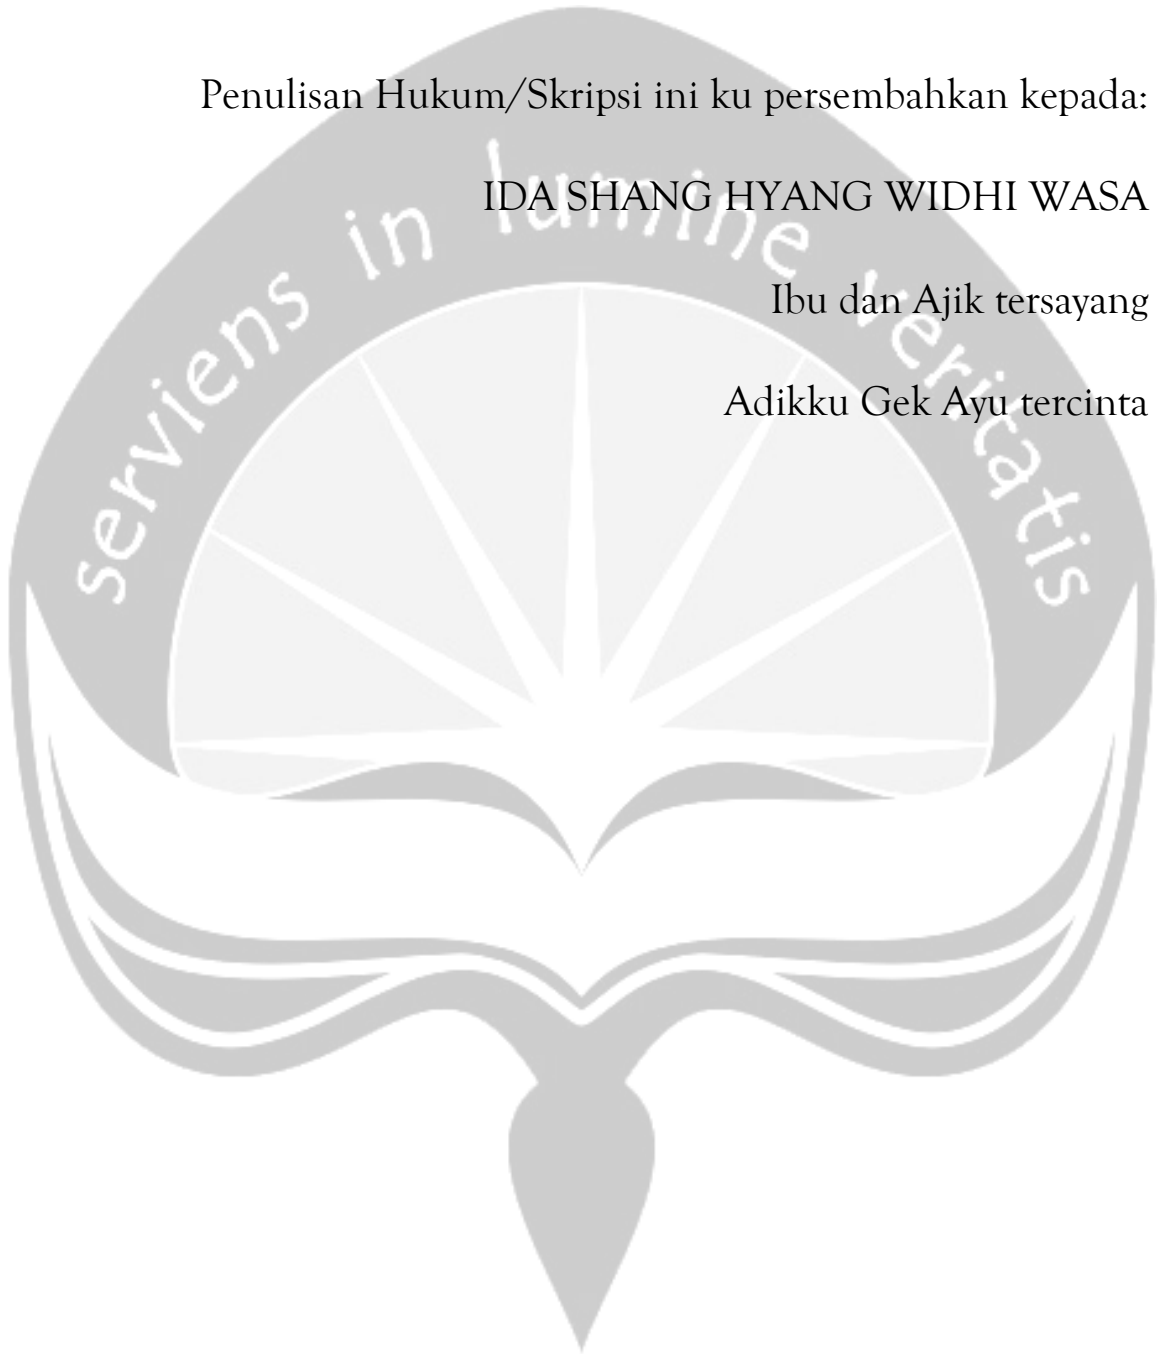 Penulisan Hukum/Skripsi ini ku persembahkan kepada:
IDA SHANG HYANG WIDHI WASA
Ibu dan Ajik tersayang
Adikku Gek Ayu tercinta
serviens in lumine veritatis